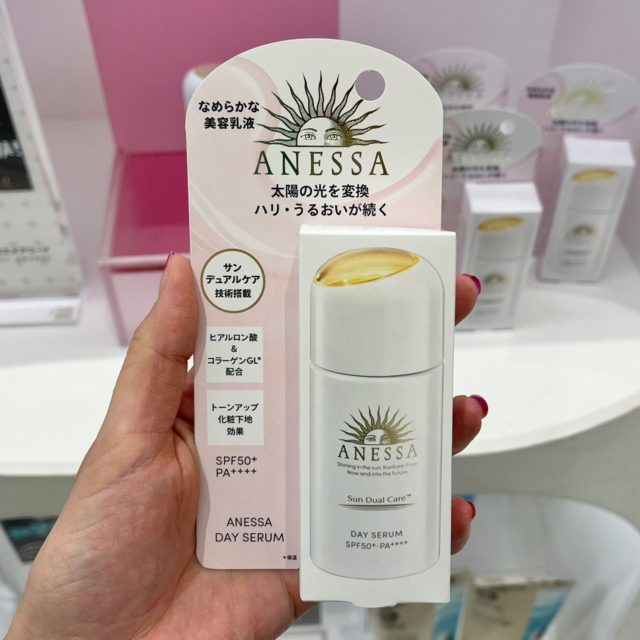 なめらかな
美容乳液
ANESSA
太陽の光を変換
ハリ・うるおいが続く
サン
デュアルケア
技術搭載
ヒアルロン酸
&
コラーゲンGL*
配合
トーンアップ
化粧下地
効果
SPF50+
PA++++
ANESSA
DAY SERUM
*保湿
ANESSA
Shining in the sun. Radiant. Free.
Now and into the future
Sun Dual Care™
DAY SERUM
SPF50+・PA++++